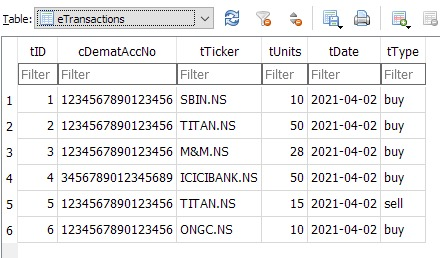 Table: eTransactions
tID cDematAccNo tTicker tUnits tDate tType
Filter Filter Filter Filter Filter Filter
1 1 1234567890123456 SBIN.NS 10 2021-04-02 buy
2 2 1234567890123456 TITAN.NS 50 2021-04-02 buy
3 3 1234567890123456 M&M.NS 28 2021-04-02 buy
4 4 3456789012345689 ICICIBANK.NS 50 2021-04-02 buy
5 5 1234567890123456 TITAN.NS 15 2021-04-02 sell
6 6 1234567890123456 ONGC.NS 10 2021-04-02 buy